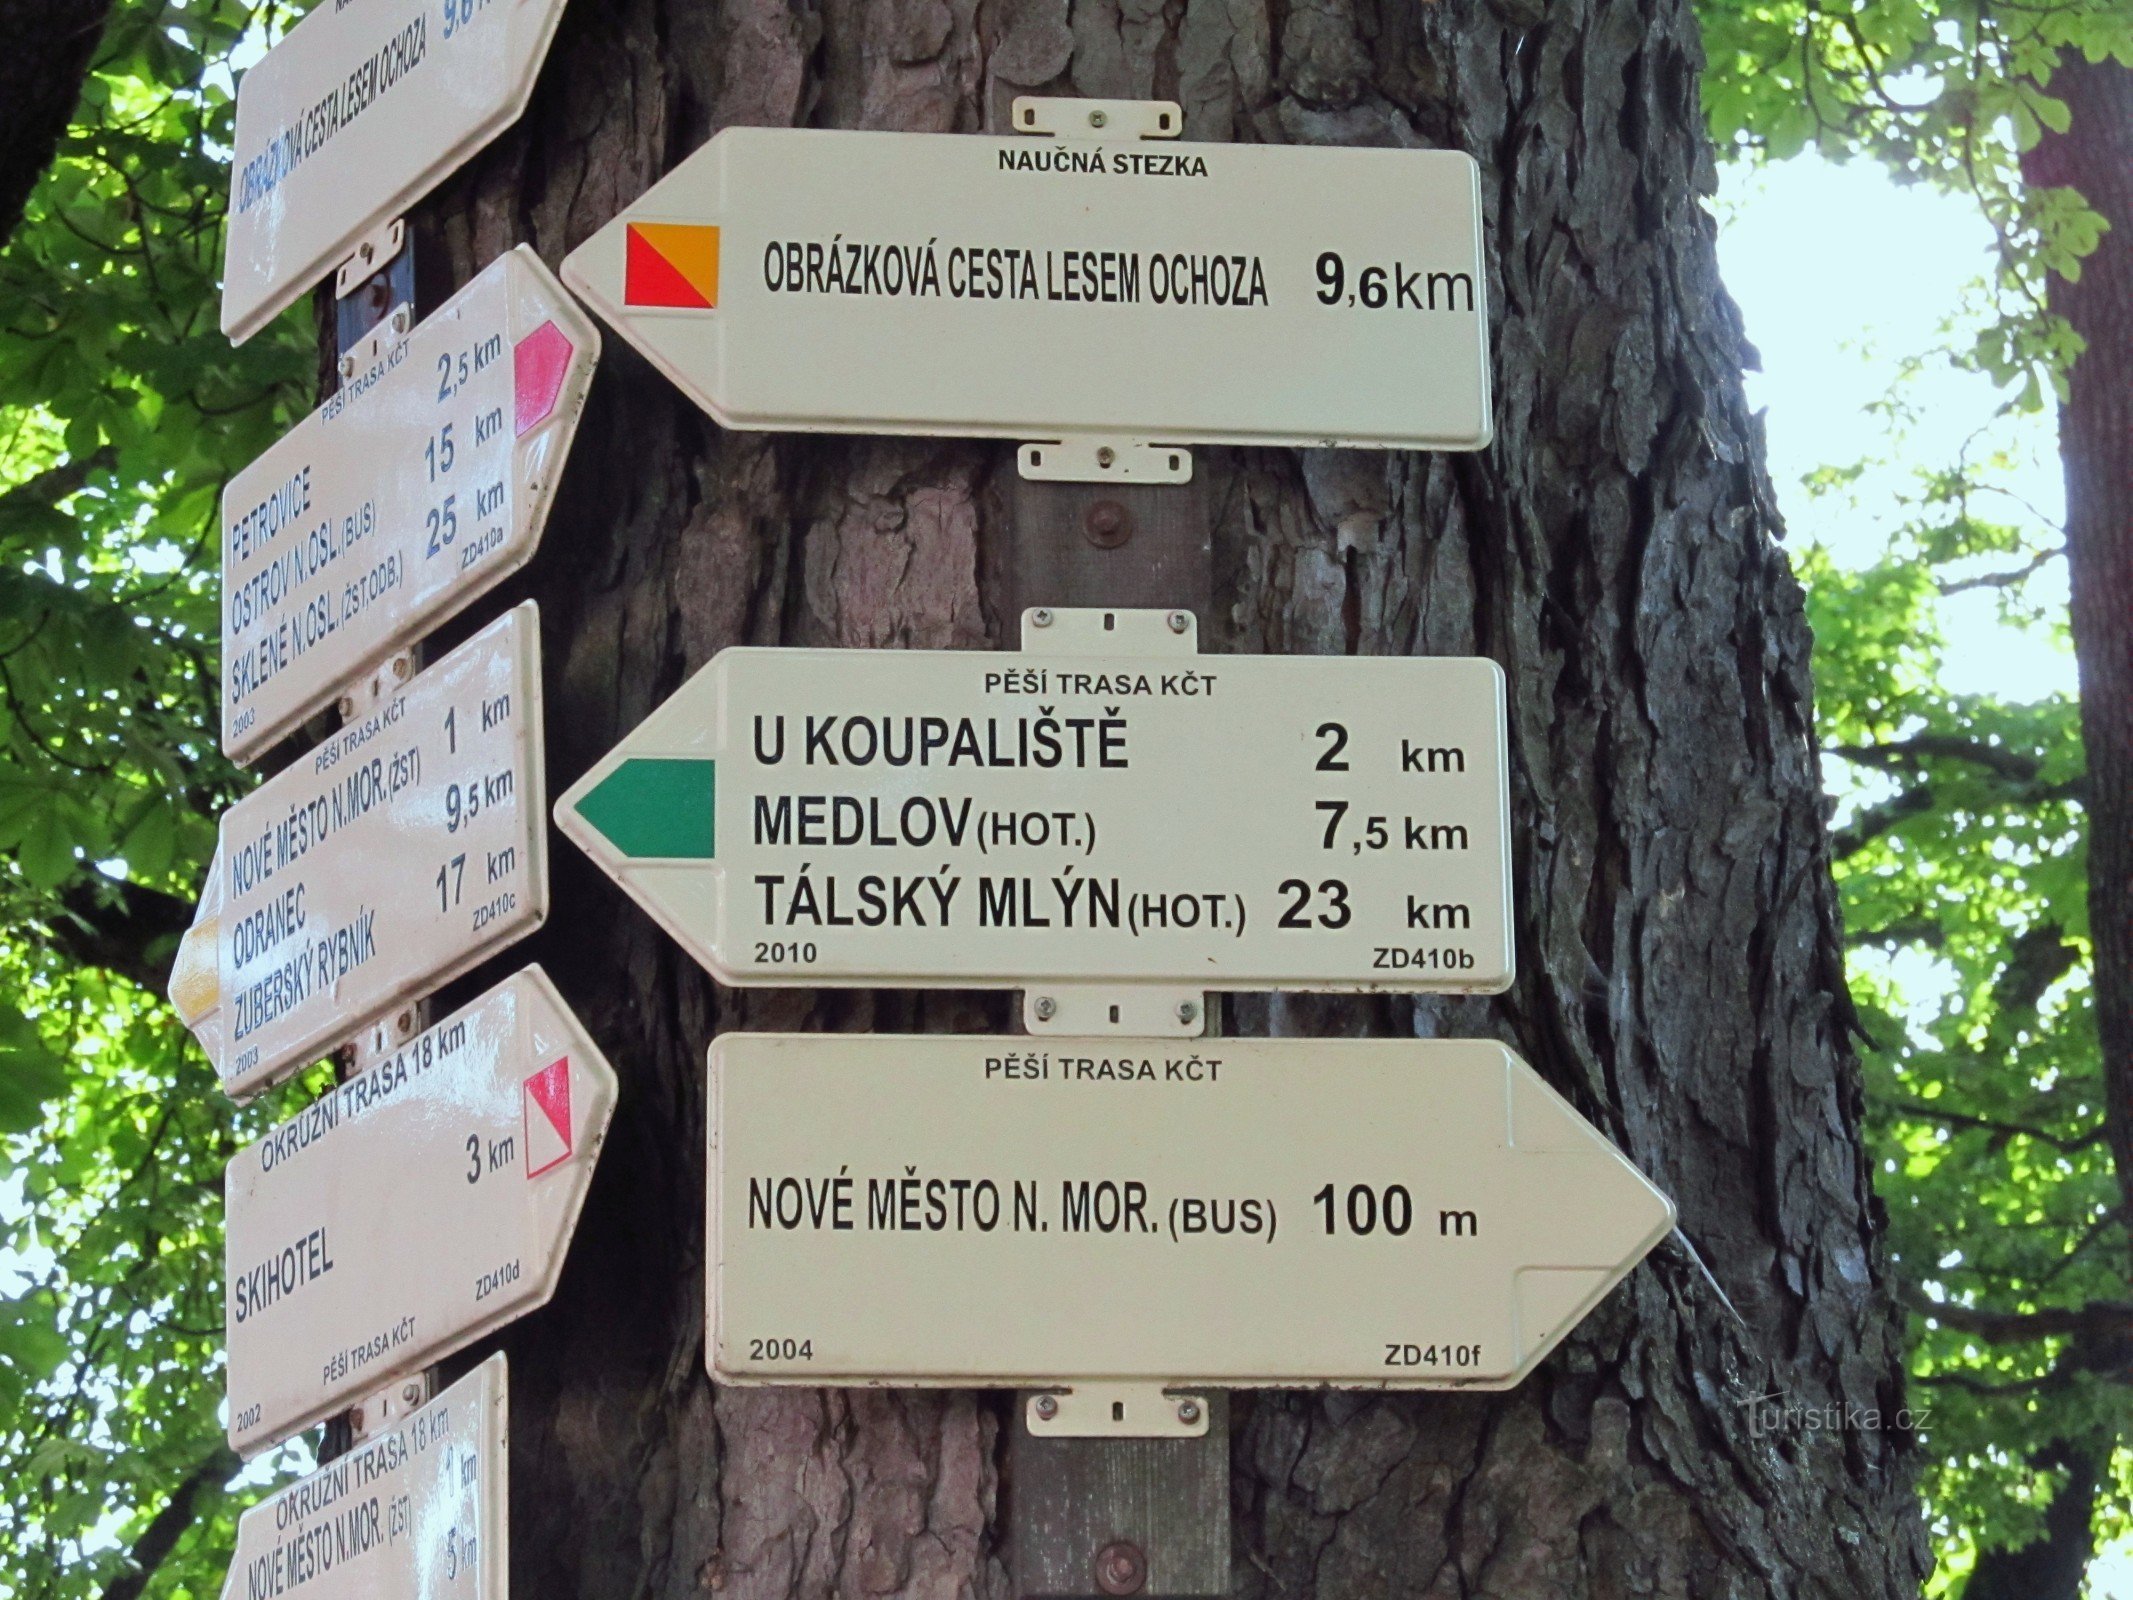 OBRÁZKOVÁ CESTA LESEM OCHOZA 9,6
PĚŠÍ TRASA KČT
PETROVICE 2,5 km
OSTROV N.OSL.(BUS) 15 km
SKLENÉ N.OSL.(ŽST,ODB.) 25 km
2003 ZD410a
PĚŠÍ TRASA KČT
NOVÉ MĚSTO N.MOR.(ŽST) 1 km
ODRANEC 9,5 km
ZUBERSKÝ RYBNÍK 17 km
2003 ZD410c
OKRUŽNÍ TRASA 18 km
SKIHOTEL 3 km
ZD410d
2002 PĚŠÍ TRASA KČT
OKRUŽNÍ TRASA 18 km
NOVÉ MĚSTO N.MOR. (ŽST) km
5 km
NAUČNÁ STEZKA
OBRÁZKOVÁ CESTA LESEM OCHOZA 9,6km
PĚŠÍ TRASA KČT
U KOUPALIŠTĚ 2 km
MEDLOV(HOT.) 7,5 km
TÁLSKÝ MLÝN(HOT.) 23 km
2010 ZD410b
PĚŠÍ TRASA KČT
NOVÉ MĚSTO N. MOR.(BUS) 100 m
2004 ZD410f
Turistika.cz